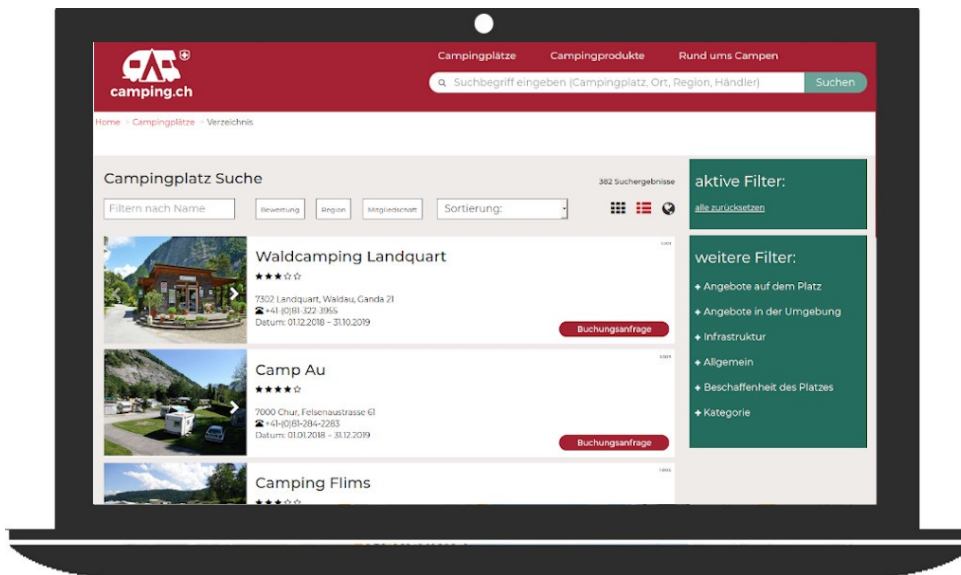 camping.ch
Campingplätze Campingprodukte Rund ums Campen
Suchbegriff eingeben (Campingplatz, Ort, Region, Händler) Suchen
Home > Campingplätze > Verzeichnis
Campingplatz Suche
382 Suchergebnisse
Filtern nach Name Bewertung Region Mitgliedschaft Sortierung:
Waldcamping Landquart
★★★☆☆
7302 Landquart, Waldau, Ganda 21
+41-(0)81-322-3955
Datum: 01.12.2018 – 31.10.2019
Buchungsanfrage
Camp Au
★★★★☆
7000 Chur, Felsenaustrasse 61
+41-(0)81-284-2283
Datum: 01.01.2018 – 31.12.2019
Buchungsanfrage
Camping Flims
★★★☆☆
aktive Filter:
alle zurücksetzen
weitere Filter:
+ Angebote auf dem Platz
+ Angebote in der Umgebung
+ Infrastruktur
+ Allgemein
+ Beschaffenheit des Platzes
+ Kategorie